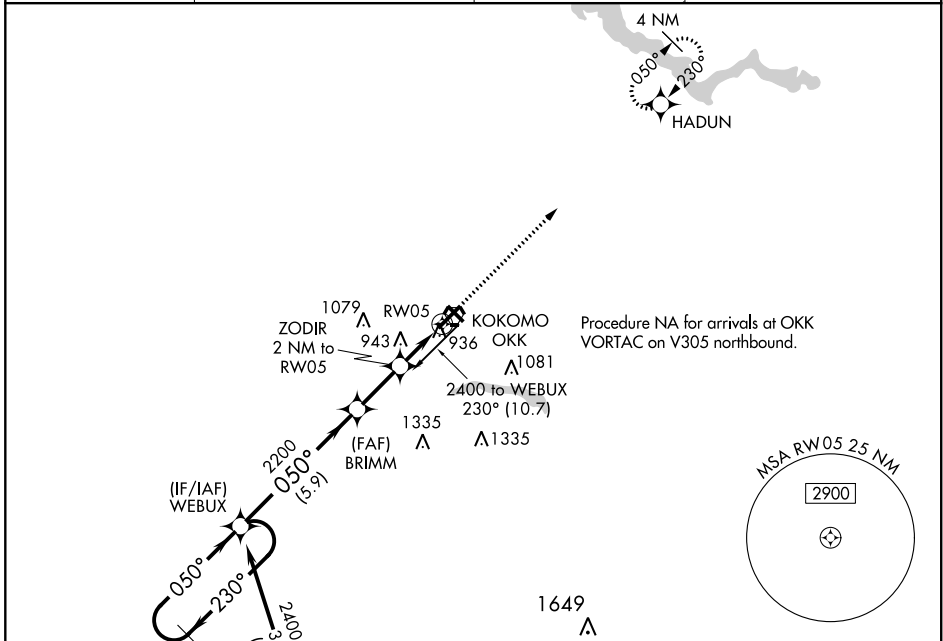 4 NM
050°
230°
HADUN
1079
RW05
ZODIR
2 NM to
RW05
943
936
KOKOMO
OKK
Procedure NA for arrivals at OKK
VORTAC on V305 northbound.
1081
2400 to WEBUX
230° (10.7)
1335
1335
(FAF)
BRIMM
2200
050°
(5.9)
(IF/IAF)
WEBUX
MSA RW05 25 NM
2900
050°
230°
2400
3
1649